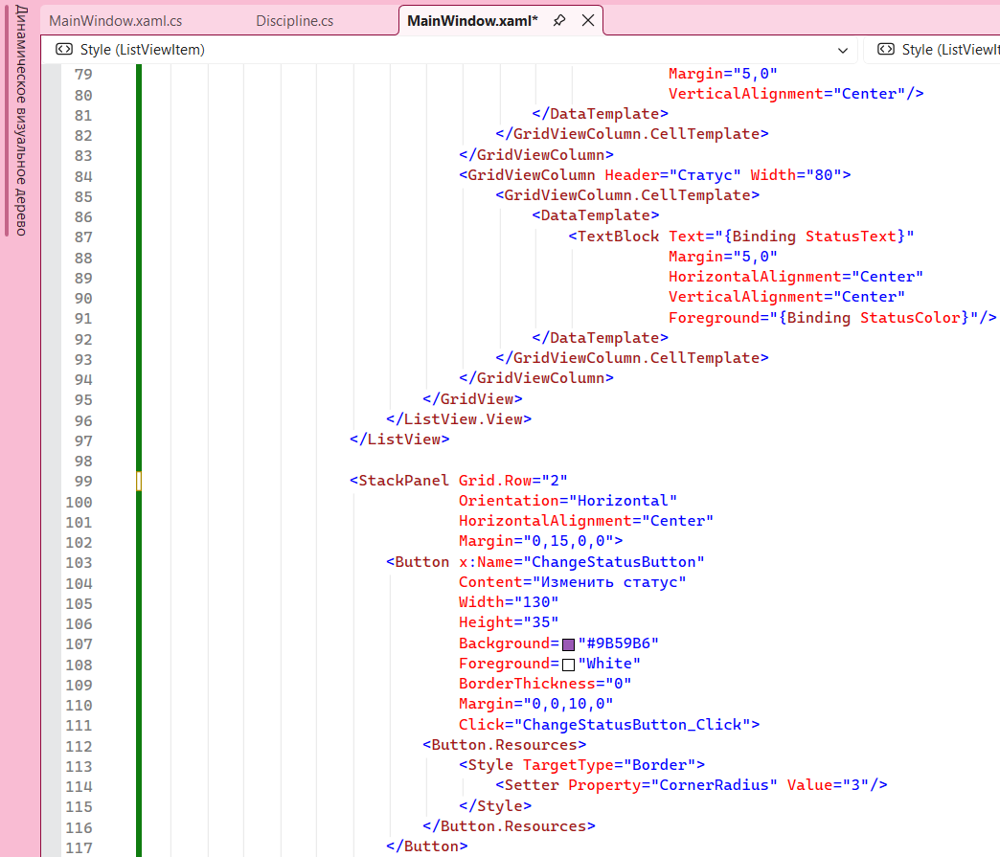 Динамическое визуальное дерево
MainWindow.xaml.cs Discipline.cs MainWindow.xaml*
Style (ListViewItem) Style (ListViewIt
79 Margin="5,0"
80 VerticalAlignment="Center"/>
81 </DataTemplate>
82 </GridViewColumn.CellTemplate>
83 </GridViewColumn>
84 <GridViewColumn Header="Статус" Width="80">
85 <GridViewColumn.CellTemplate>
86 <DataTemplate>
87 <TextBlock Text="{Binding StatusText}"
88 Margin="5,0"
89 HorizontalAlignment="Center"
90 VerticalAlignment="Center"
91 Foreground="{Binding StatusColor}"/>
92 </DataTemplate>
93 </GridViewColumn.CellTemplate>
94 </GridViewColumn>
95 </GridView>
96 </ListView.View>
97 </ListView>
98
99 <StackPanel Grid.Row="2"
100 Orientation="Horizontal"
101 HorizontalAlignment="Center"
102 Margin="0,15,0,0">
103 <Button x:Name="ChangeStatusButton"
104 Content="Изменить статус"
105 Width="130"
106 Height="35"
107 Background="#9B59B6"
108 Foreground="White"
109 BorderThickness="0"
110 Margin="0,0,10,0"
111 Click="ChangeStatusButton_Click">
112 <Button.Resources>
113 <Style TargetType="Border">
114 <Setter Property="CornerRadius" Value="3"/>
115 </Style>
116 </Button.Resources>
117 </Button>